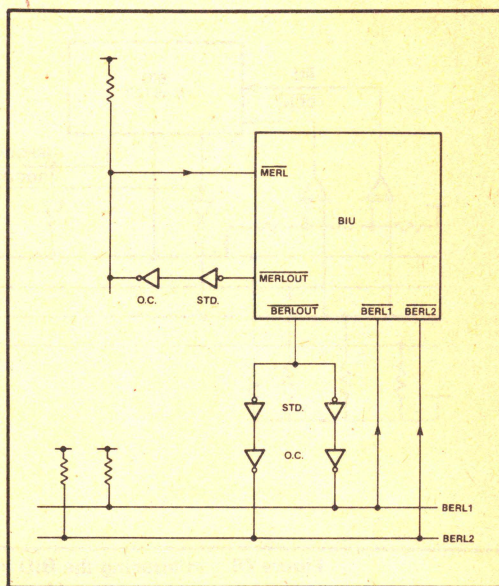 MERL
BIU
MERLOUT
O.C.
STD.
BERLOUT
BERL1
BERL2
STD.
O.C.
BERL1
BERL2